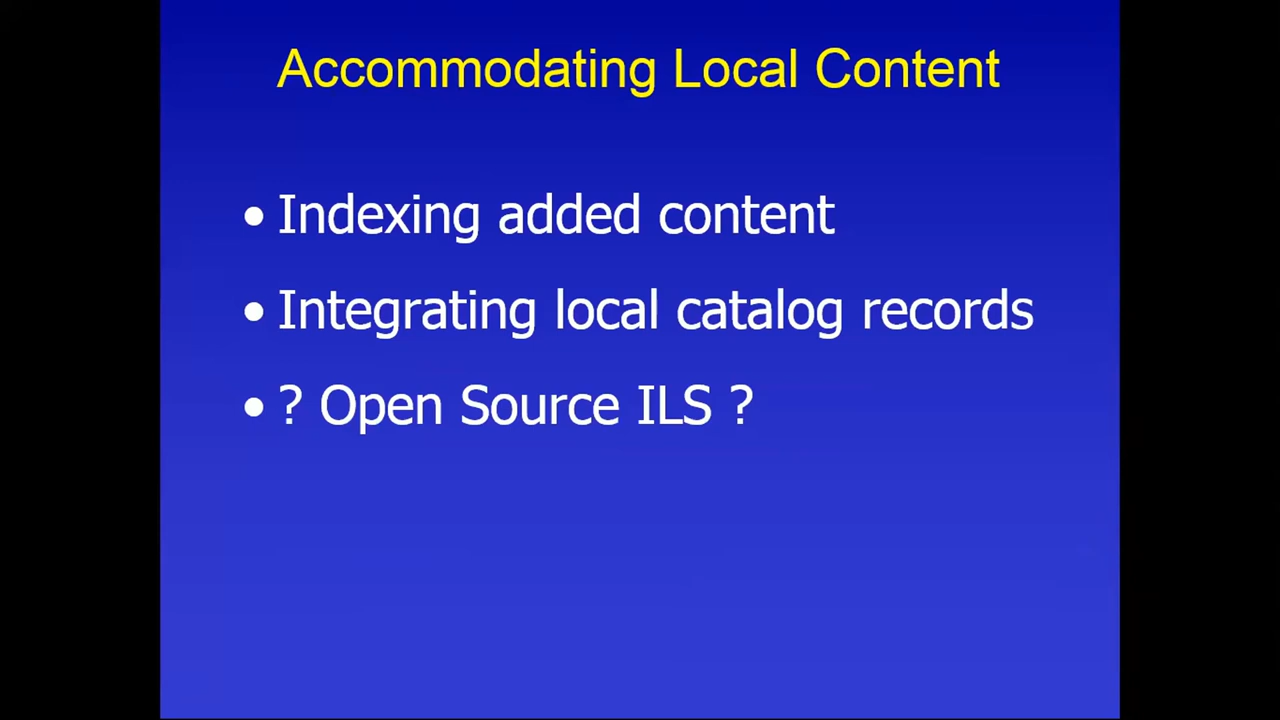 Accommodating Local Content
• Indexing added content
• Integrating local catalog records
• ? Open Source ILS ?